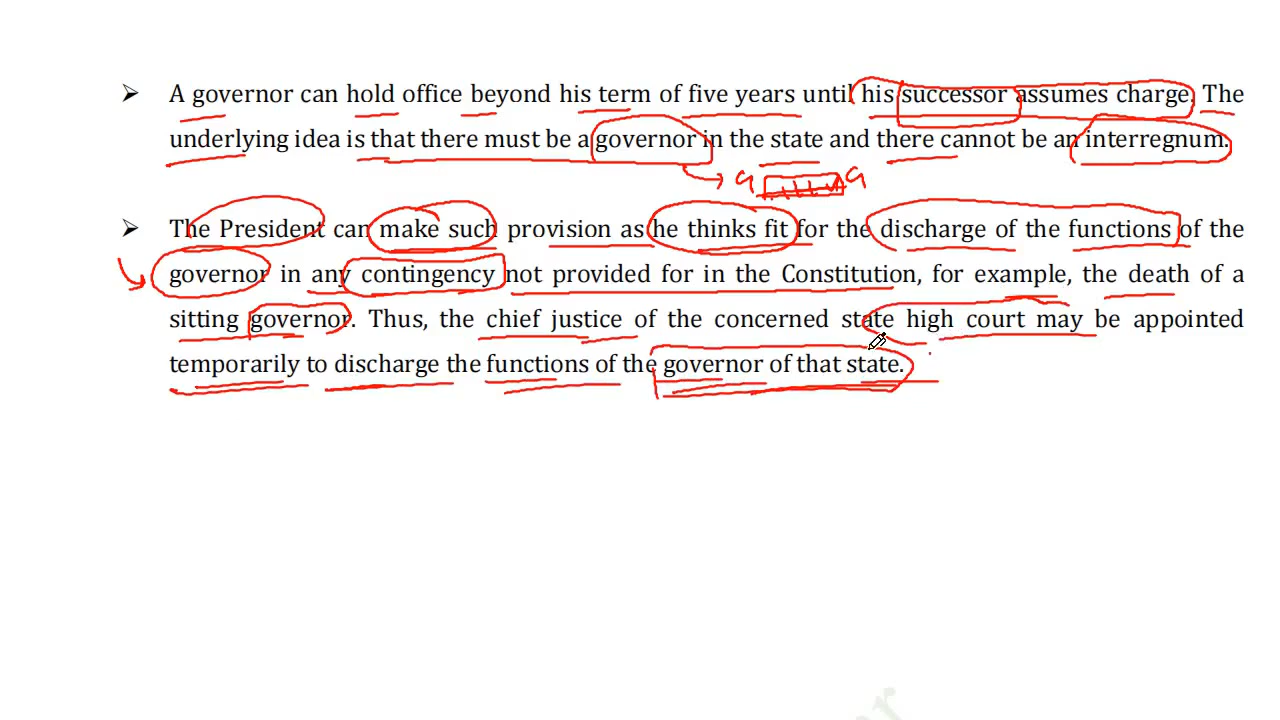 ➤ A governor can hold office beyond his term of five years until his successor assumes charge. The
underlying idea is that there must be a governor in the state and there cannot be an interregnum.
➤ The President can make such provision as he thinks fit for the discharge of the functions of the
governor in any contingency not provided for in the Constitution, for example, the death of a
sitting governor. Thus, the chief justice of the concerned state high court may be appointed
temporarily to discharge the functions of the governor of that state.